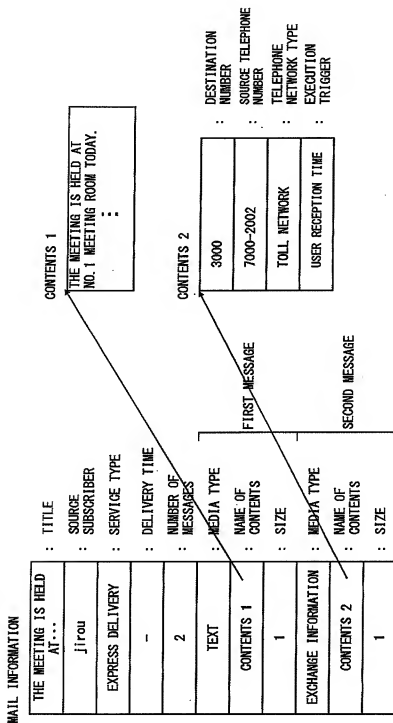 MAIL INFORMATION
THE MEETING IS HELD
AT···
: TITLE
jirou
: SOURCE
SUBSCRIBER
EXPRESS DELIVERY
: SERVICE TYPE
-
: DELIVERY TIME
2
: NUMBER OF
MESSAGES
TEXT
: MEDIA TYPE
CONTENTS 1
: NAME OF
CONTENTS
1
: SIZE
FIRST MESSAGE
EXCHANGE INFORMATION
: MEDIA TYPE
CONTENTS 2
: NAME OF
CONTENTS
1
: SIZE
SECOND MESSAGE
CONTENTS 1
THE MEETING IS HELD AT
NO.1 MEETING ROOM TODAY.
CONTENTS 2
3000
: DESTINATION
NUMBER
7000-2002
: SOURCE TELEPHONE
NUMBER
TOLL NETWORK
: TELEPHONE
NETWORK TYPE
USER RECEPTION TIME
: EXECUTION
TRIGGER